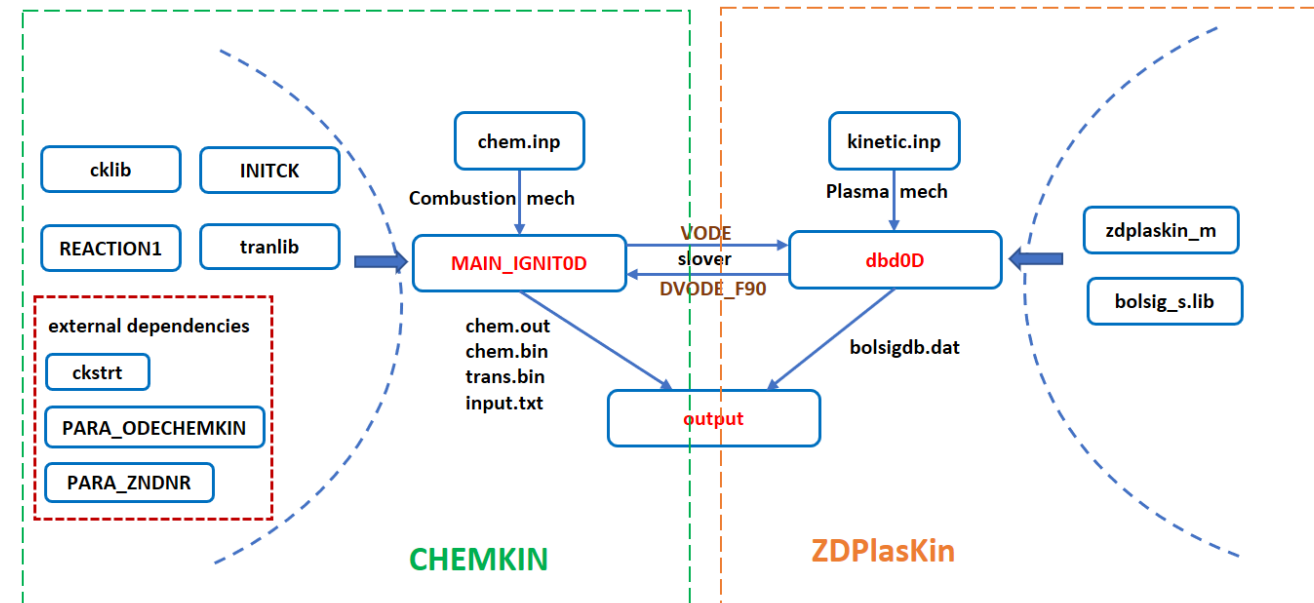 chem.inp
kinetic.inp
cklib
INITCK
Combustion mech
Plasma mech
REACTION1
tranlib
MAIN_IGNIT0D
VODE
slover
DVODE_F90
dbd0D
zdplaskin_m
bolsig_s.lib
external dependencies
ckstrt
PARA_ODECHEMKIN
PARA_ZNDNR
chem.out
chem.bin
trans.bin
input.txt
bolsigdb.dat
output
CHEMKIN
ZDPlasKin